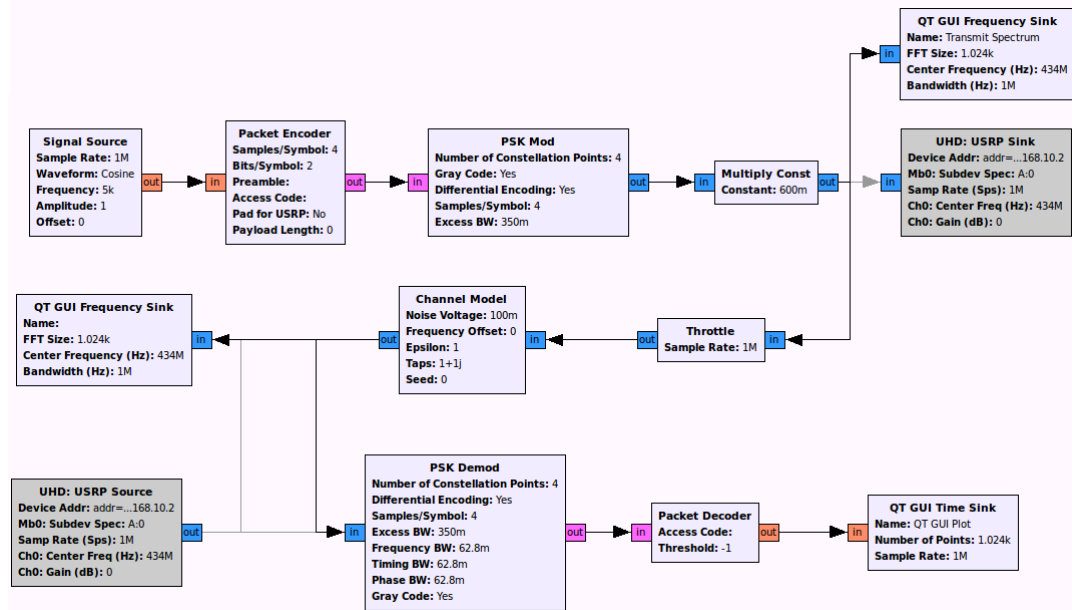 QT GUI Frequency Sink
Name: Transmit Spectrum
FFT Size: 1.024k
Center Frequency (Hz): 434M
Bandwidth (Hz): 1M
in
Signal Source
Sample Rate: 1M
Waveform: Cosine
Frequency: 5k
Amplitude: 1
Offset: 0
out
in
Packet Encoder
Samples/Symbol: 4
Bits/Symbol: 2
Preamble:
Access Code:
Pad for USRP: No
Payload Length: 0
out
in
PSK Mod
Number of Constellation Points: 4
Gray Code: Yes
Differential Encoding: Yes
Samples/Symbol: 4
Excess BW: 350m
out
in
Multiply Const
Constant: 600m
out
in
UHD: USRP Sink
Device Addr: addr=...168.10.2
Mb0: Subdev Spec: A:0
Samp Rate (Sps): 1M
Ch0: Center Freq (Hz): 434M
Ch0: Gain (dB): 0
QT GUI Frequency Sink
Name:
FFT Size: 1.024k
Center Frequency (Hz): 434M
Bandwidth (Hz): 1M
in
out
Channel Model
Noise Voltage: 100m
Frequency Offset: 0
Epsilon: 1
Taps: 1+1j
Seed: 0
in
out
Throttle
Sample Rate: 1M
in
UHD: USRP Source
Device Addr: addr=...168.10.2
Mb0: Subdev Spec: A:0
Samp Rate (Sps): 1M
Ch0: Center Freq (Hz): 434M
Ch0: Gain (dB): 0
out
in
PSK Demod
Number of Constellation Points: 4
Differential Encoding: Yes
Samples/Symbol: 4
Excess BW: 350m
Frequency BW: 62.8m
Timing BW: 62.8m
Phase BW: 62.8m
Gray Code: Yes
out
in
Packet Decoder
Access Code:
Threshold: -1
out
in
QT GUI Time Sink
Name: QT GUI Plot
Number of Points: 1.024k
Sample Rate: 1M